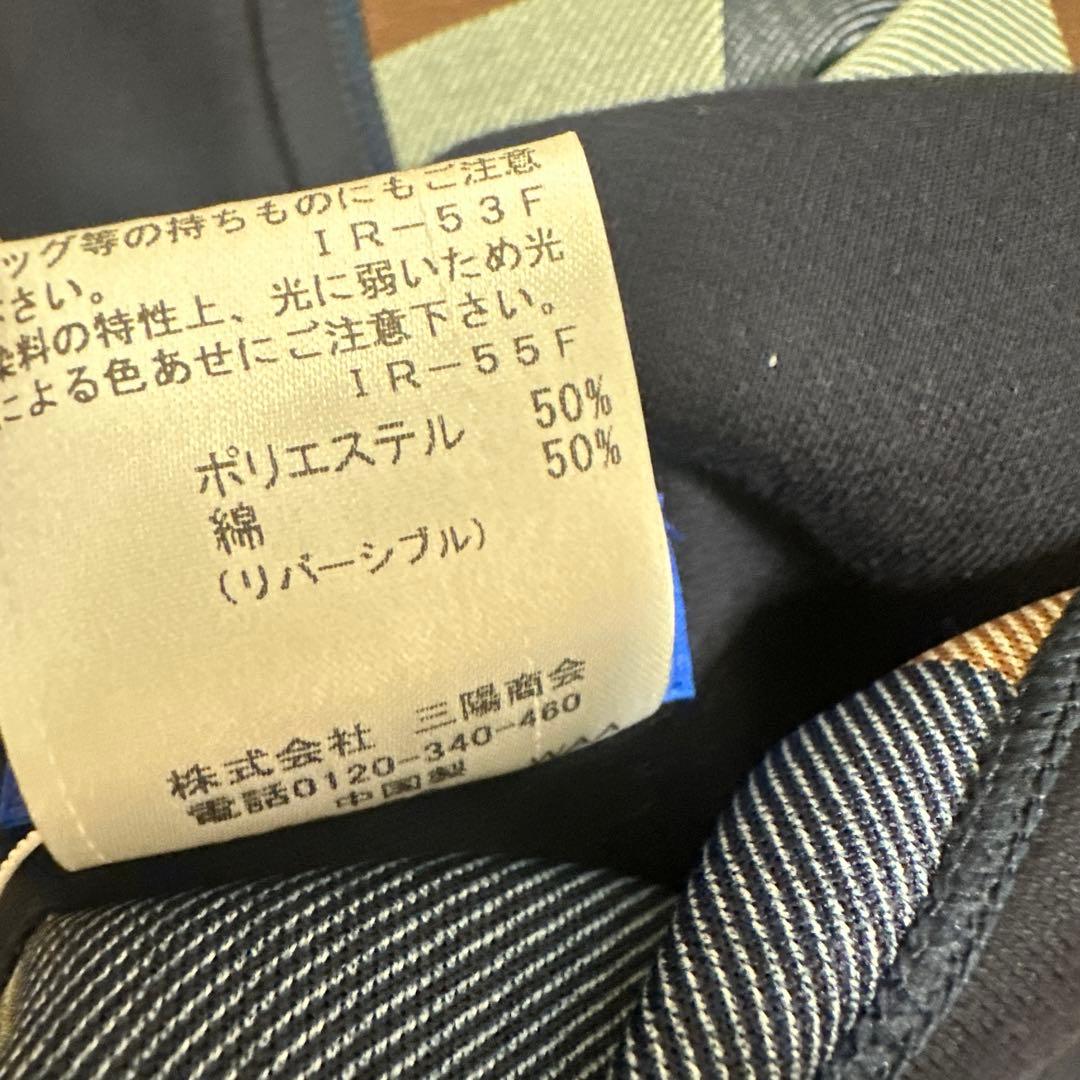 ッグ等の持ちものにもご注意
さい。 IR-53F
染料の特性上、光に弱いため光
による色あせにご注意下さい。
IR-55F
ポリエステル 50%
綿 50%
(リバーシブル)
株式会社 三陽商会
電話0120-340-460
中国製